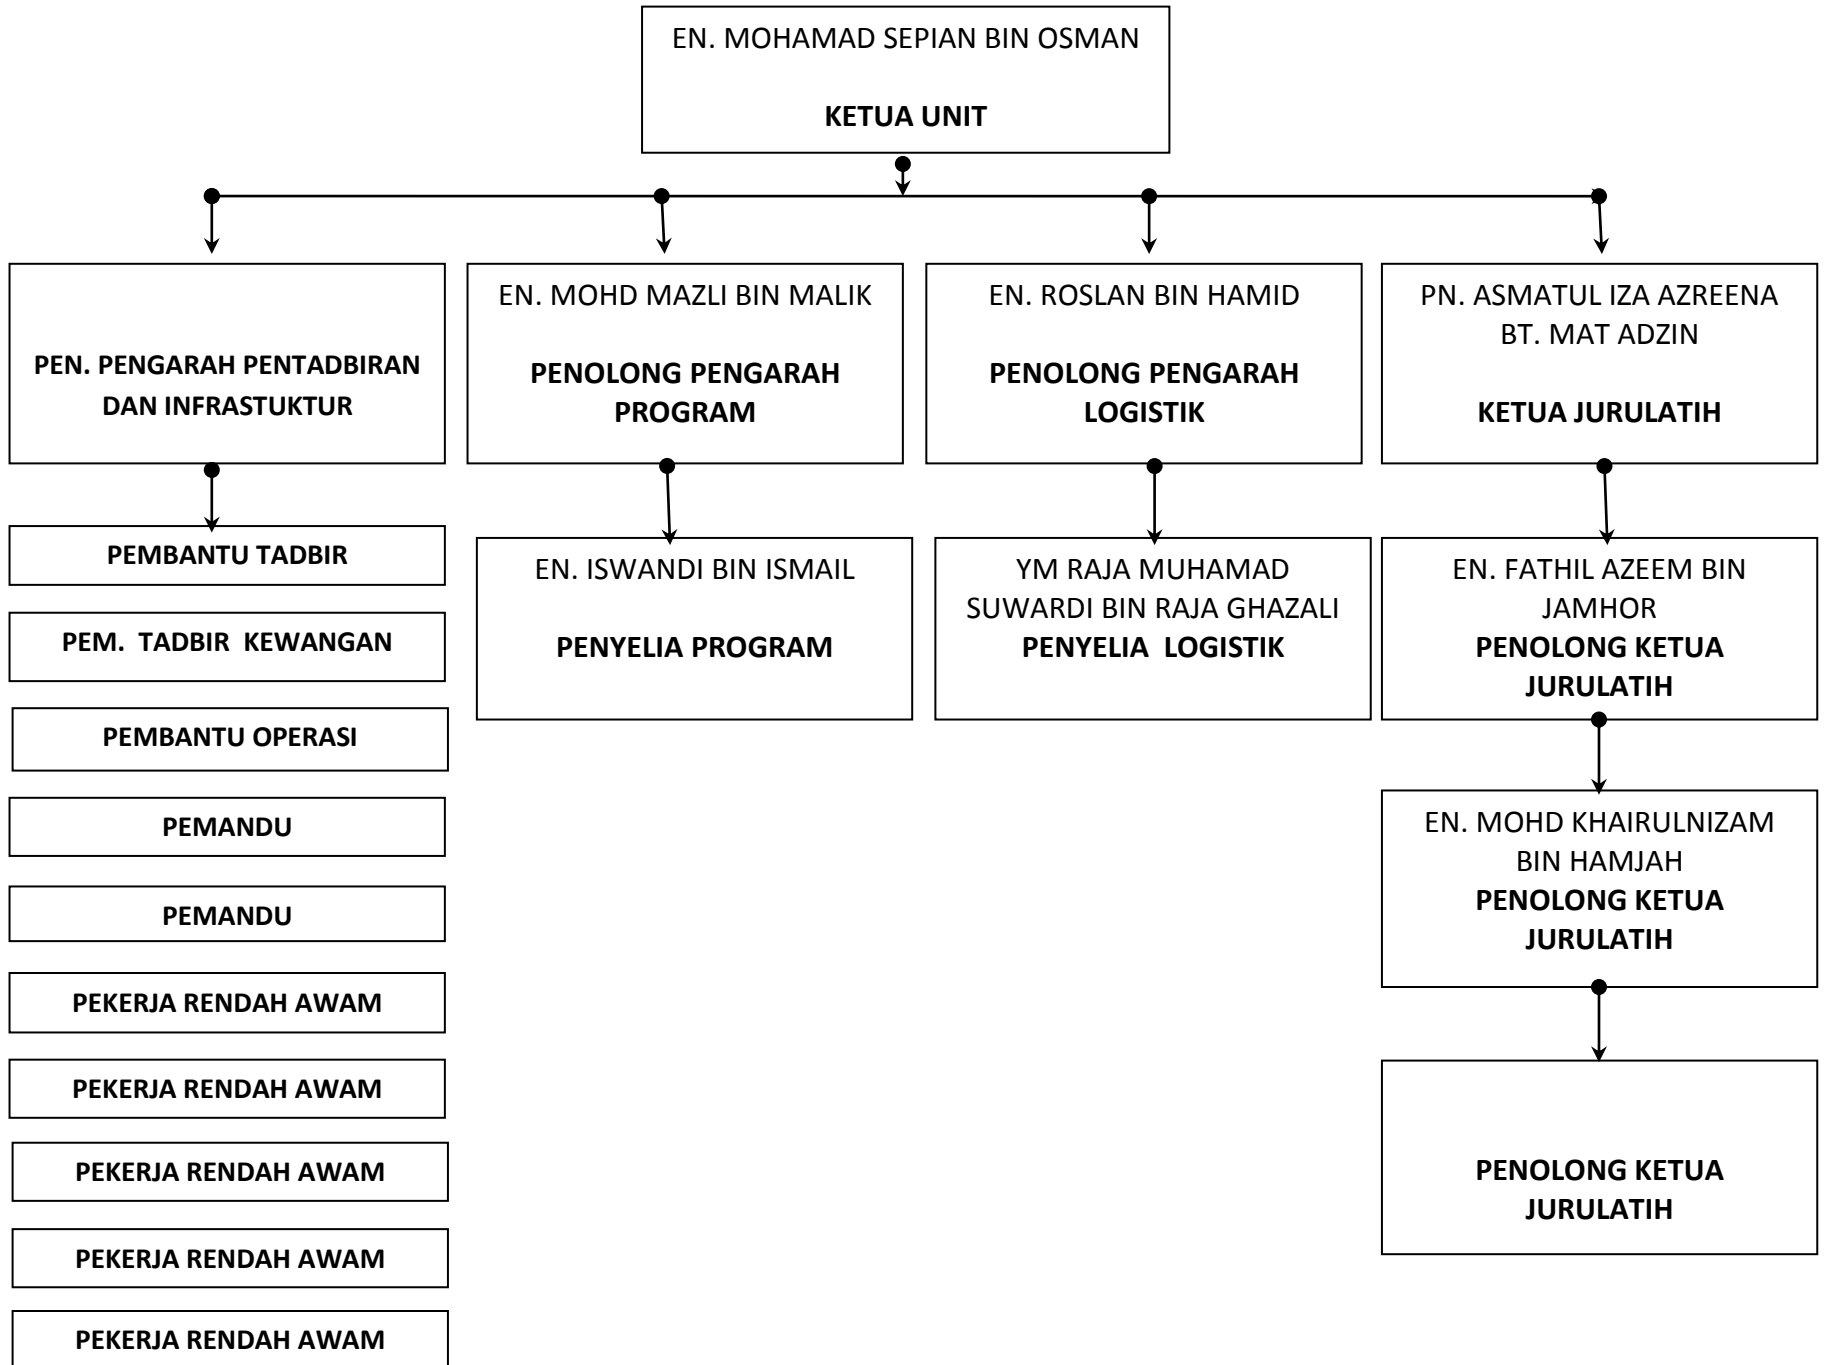 EN. MOHAMAD SEPIAN BIN OSMAN
KETUA UNIT
PEN. PENGARAH PENTADBIRAN
DAN INFRASTUKTUR
EN. MOHD MAZLI BIN MALIK
PENOLONG PENGARAH
PROGRAM
EN. ROSLAN BIN HAMID
PENOLONG PENGARAH
LOGISTIK
PN. ASMATUL IZA AZREENA
BT. MAT ADZIN
KETUA JURULATIH
PEMBANTU TADBIR
PEM. TADBIR KEWANGAN
PEMBANTU OPERASI
PEMANDU
PEMANDU
PEKERJA RENDAH AWAM
PEKERJA RENDAH AWAM
PEKERJA RENDAH AWAM
PEKERJA RENDAH AWAM
PEKERJA RENDAH AWAM
EN. ISWANDI BIN ISMAIL
PENYELIA PROGRAM
YM RAJA MUHAMAD
SUWARDI BIN RAJA GHAZALI
PENYELIA LOGISTIK
EN. FATHIL AZEEM BIN
JAMHOR
PENOLONG KETUA
JURULATIH
EN. MOHD KHAIRULNIZAM
BIN HAMJAH
PENOLONG KETUA
JURULATIH
PENOLONG KETUA
JURULATIH